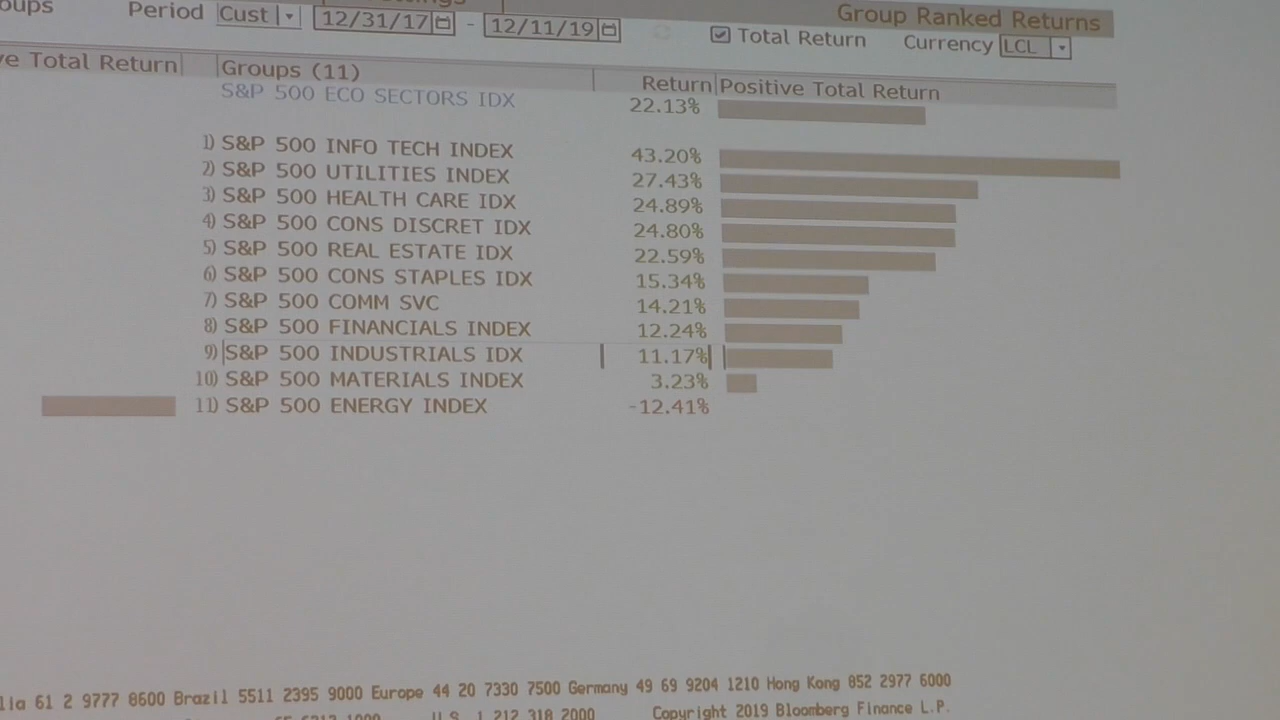 Group Ranked Returns
Period Cust 12/31/17 - 12/11/19 Total Return Currency LCL
Total Return Groups (11) Return Positive Total Return
S&P 500 ECO SECTORS IDX 22.13%
1) S&P 500 INFO TECH INDEX 43.20%
2) S&P 500 UTILITIES INDEX 27.43%
3) S&P 500 HEALTH CARE IDX 24.89%
4) S&P 500 CONS DISCRET IDX 24.80%
5) S&P 500 REAL ESTATE IDX 22.59%
6) S&P 500 CONS STAPLES IDX 15.34%
7) S&P 500 COMM SVC 14.21%
8) S&P 500 FINANCIALS INDEX 12.24%
9) S&P 500 INDUSTRIALS IDX 11.17%
10) S&P 500 MATERIALS INDEX 3.23%
11) S&P 500 ENERGY INDEX -12.41%
61 2 9777 8600 Brazil 5511 2395 9000 Europe 44 20 7330 7500 Germany 49 69 9204 1210 Hong Kong 852 2977 6000
U.S. 1 212 318 2000 Copyright 2019 Bloomberg Finance L.P.